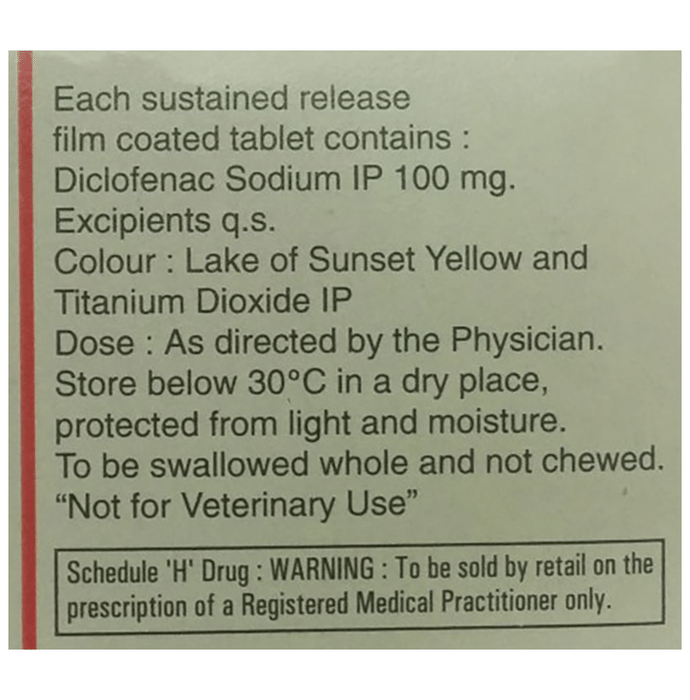 Each sustained release
film coated tablet contains :
Diclofenac Sodium IP 100 mg.
Excipients q.s.
Colour : Lake of Sunset Yellow and
Titanium Dioxide IP
Dose : As directed by the Physician.
Store below 30°C in a dry place,
protected from light and moisture.
To be swallowed whole and not chewed.
“Not for Veterinary Use”
Schedule 'H' Drug : WARNING : To be sold by retail on the
prescription of a Registered Medical Practitioner only.